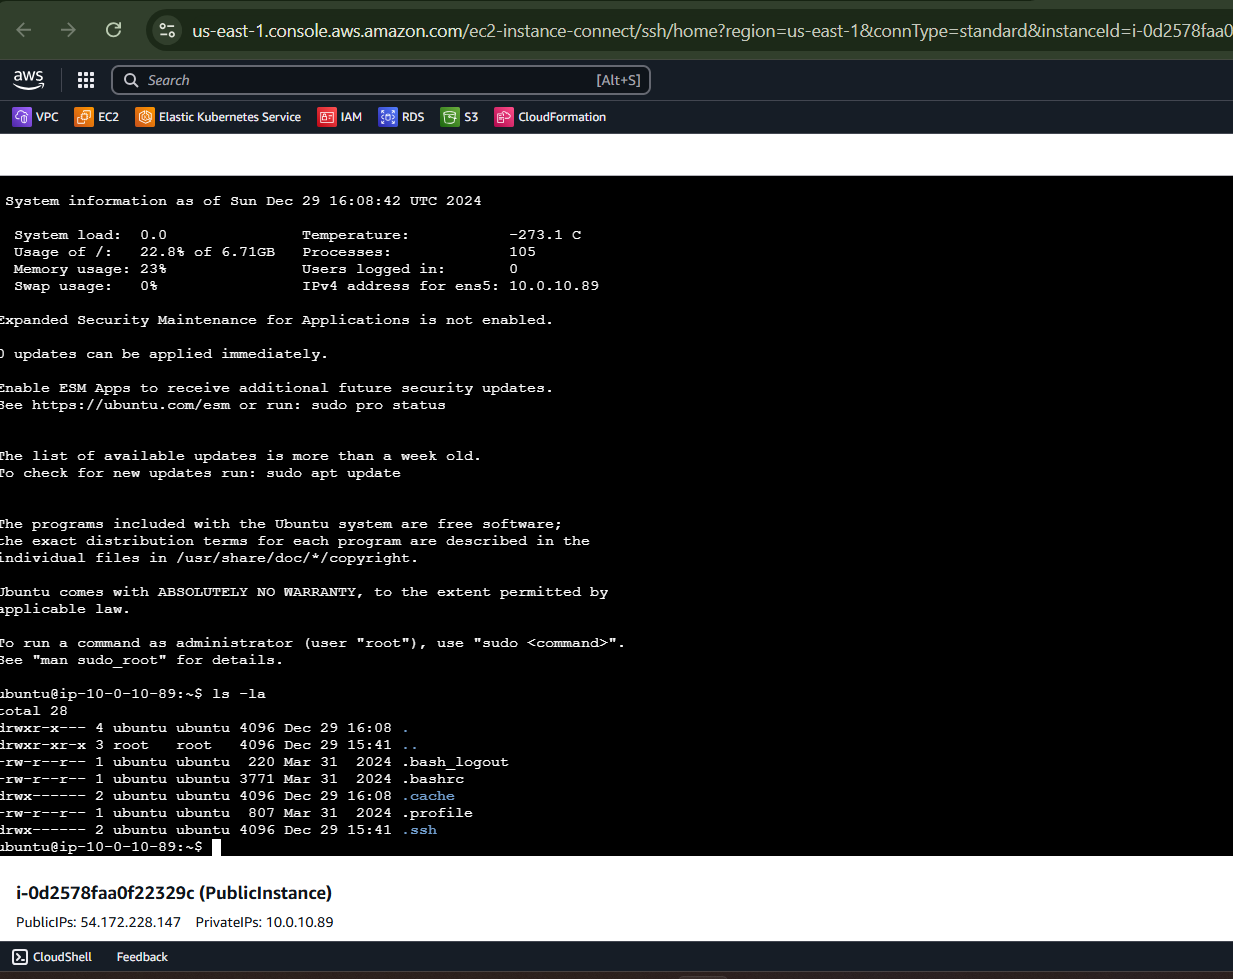 us-east-1.console.aws.amazon.com/ec2-instance-connect/ssh/home?region=us-east-1&connType=standard&instanceId=i-0d2578faa0
aws Search [Alt+S]
VPC EC2 Elastic Kubernetes Service IAM RDS S3 CloudFormation
System information as of Sun Dec 29 16:08:42 UTC 2024
System load: 0.0 Temperature: -273.1 C
Usage of /: 22.8% of 6.71GB Processes: 105
Memory usage: 23% Users logged in: 0
Swap usage: 0% IPv4 address for ens5: 10.0.10.89
Expanded Security Maintenance for Applications is not enabled.
0 updates can be applied immediately.
Enable ESM Apps to receive additional future security updates.
See https://ubuntu.com/esm or run: sudo pro status
The list of available updates is more than a week old.
To check for new updates run: sudo apt update
The programs included with the Ubuntu system are free software;
the exact distribution terms for each program are described in the
individual files in /usr/share/doc/*/copyright.
Ubuntu comes with ABSOLUTELY NO WARRANTY, to the extent permitted by
applicable law.
To run a command as administrator (user "root"), use "sudo <command>".
See "man sudo_root" for details.
ubuntu@ip-10-0-10-89:~$ ls -la
total 28
drwxr-x--- 4 ubuntu ubuntu 4096 Dec 29 16:08 .
drwxr-xr-x 3 root root 4096 Dec 29 15:41 ..
-rw-r--r-- 1 ubuntu ubuntu 220 Mar 31 2024 .bash_logout
-rw-r--r-- 1 ubuntu ubuntu 3771 Mar 31 2024 .bashrc
drwx------ 2 ubuntu ubuntu 4096 Dec 29 16:08 .cache
-rw-r--r-- 1 ubuntu ubuntu 807 Mar 31 2024 .profile
drwx------ 2 ubuntu ubuntu 4096 Dec 29 15:41 .ssh
ubuntu@ip-10-0-10-89:~$
i-0d2578faa0f22329c (PublicInstance)
PublicIPs: 54.172.228.147 PrivateIPs: 10.0.10.89
CloudShell Feedback